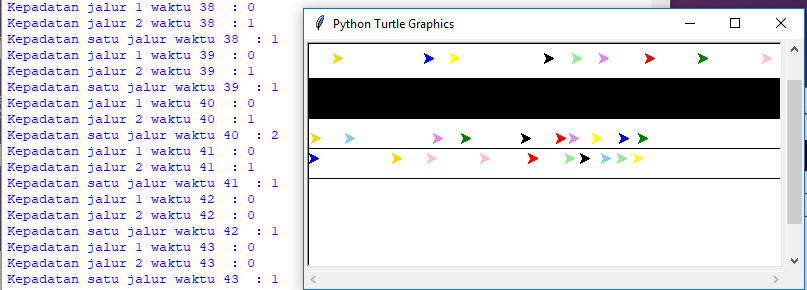 Kepadatan jalur 1 waktu 38  : 0
Kepadatan jalur 2 waktu 38  : 1
Kepadatan satu jalur waktu 38  : 1
Kepadatan jalur 1 waktu 39  : 0
Kepadatan jalur 2 waktu 39  : 1
Kepadatan satu jalur waktu 39  : 1
Kepadatan jalur 1 waktu 40  : 0
Kepadatan jalur 2 waktu 40  : 1
Kepadatan satu jalur waktu 40  : 2
Kepadatan jalur 1 waktu 41  : 0
Kepadatan jalur 2 waktu 41  : 1
Kepadatan satu jalur waktu 41  : 1
Kepadatan jalur 1 waktu 42  : 0
Kepadatan jalur 2 waktu 42  : 0
Kepadatan satu jalur waktu 42  : 1
Kepadatan jalur 1 waktu 43  : 0
Kepadatan jalur 2 waktu 43  : 0
Kepadatan satu jalur waktu 43  : 1
Python Turtle Graphics